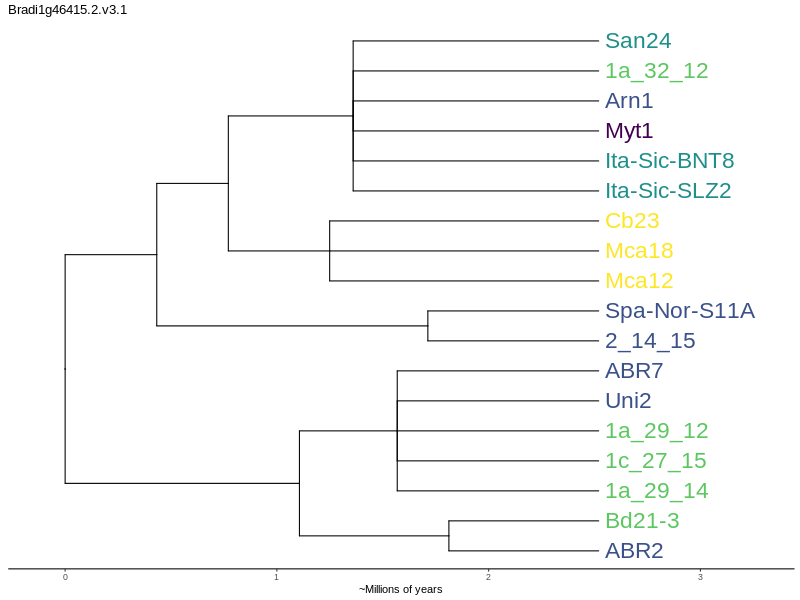 Bradi1g46415.2.v3.1
San24
1a_32_12
Arn1
Myt1
Ita-Sic-BNT8
Ita-Sic-SLZ2
Cb23
Mca18
Mca12
Spa-Nor-S11A
2_14_15
ABR7
Uni2
1a_29_12
1c_27_15
1a_29_14
Bd21-3
ABR2
0 1 2 3
~Millions of years